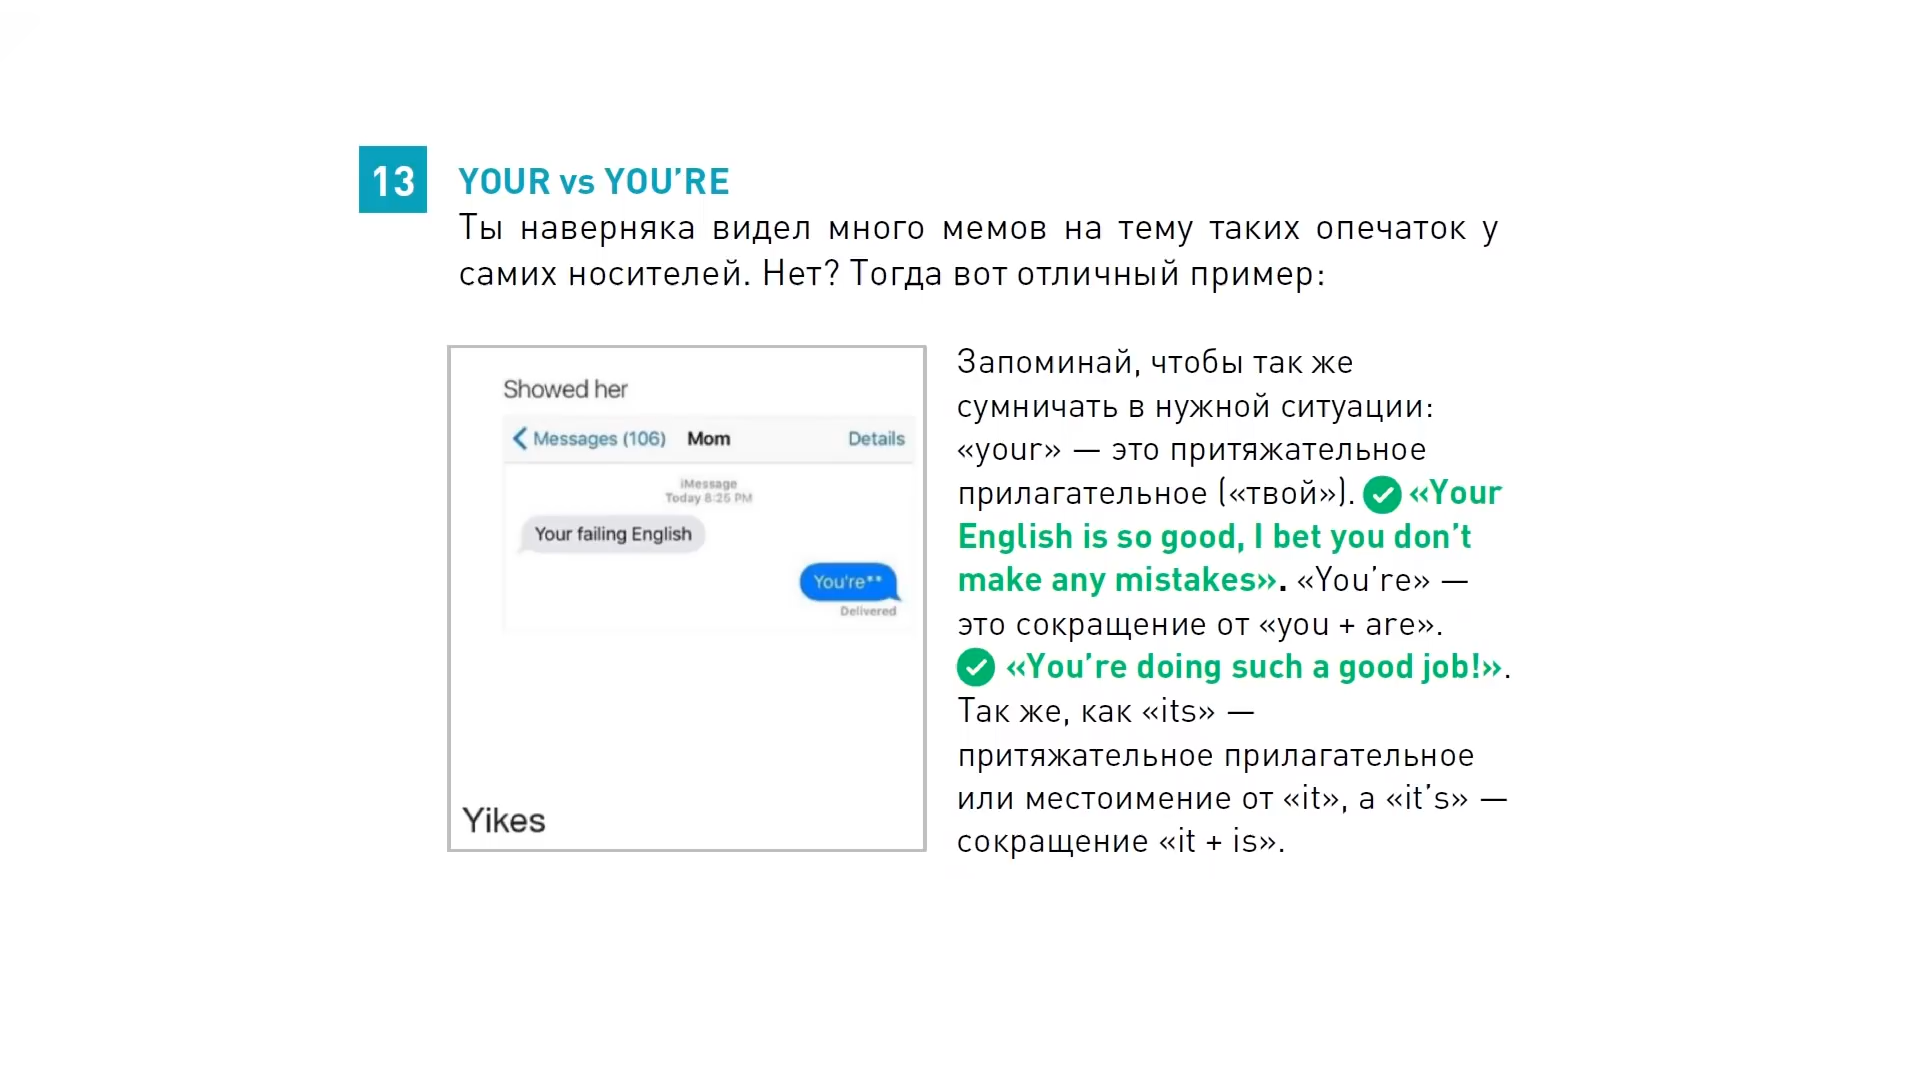 13
YOUR vs YOU’RE
Ты наверняка видел много мемов на тему таких опечаток у
самих носителей. Нет? Тогда вот отличный пример:
Showed her
Messages (106)
Mom
Details
iMessage
Today 8:25 PM
Your failing English
You're**
Delivered
Yikes
Запоминай, чтобы так же
сумничать в нужной ситуации:
«your» — это притяжательное
прилагательное («твой»). «Your
English is so good, I bet you don’t
make any mistakes». «You’re» —
это сокращение от «you + are».
«You’re doing such a good job!».
Так же, как «its» —
притяжательное прилагательное
или местоимение от «it», а «it’s» —
сокращение «it + is».